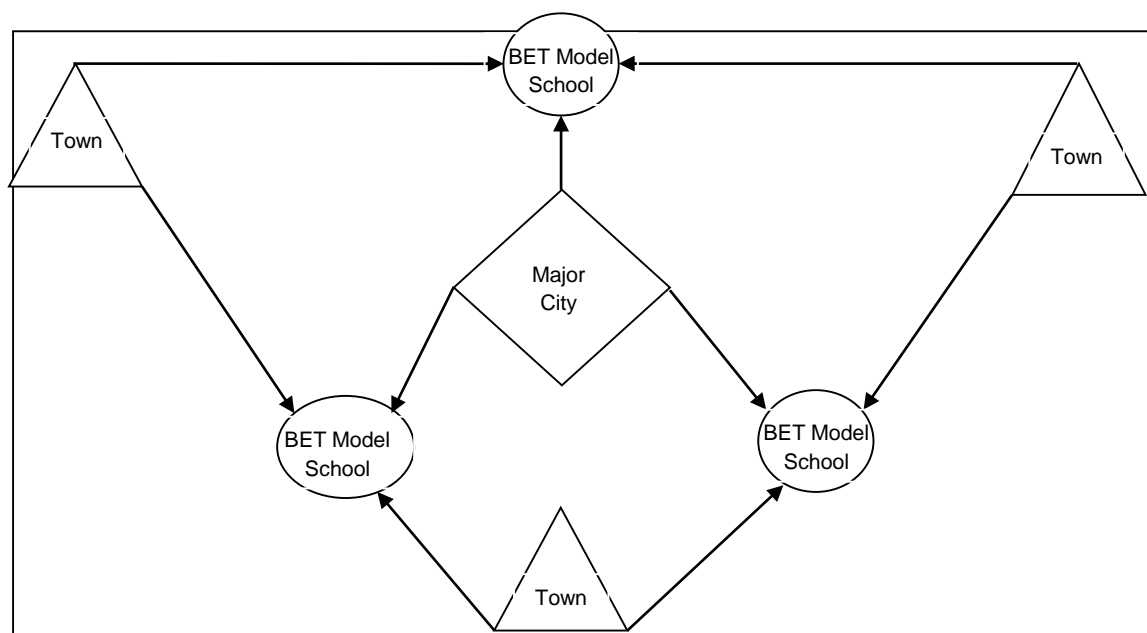 BET Model
School
Town
Town
Major
City
BET Model
School
BET Model
School
Town